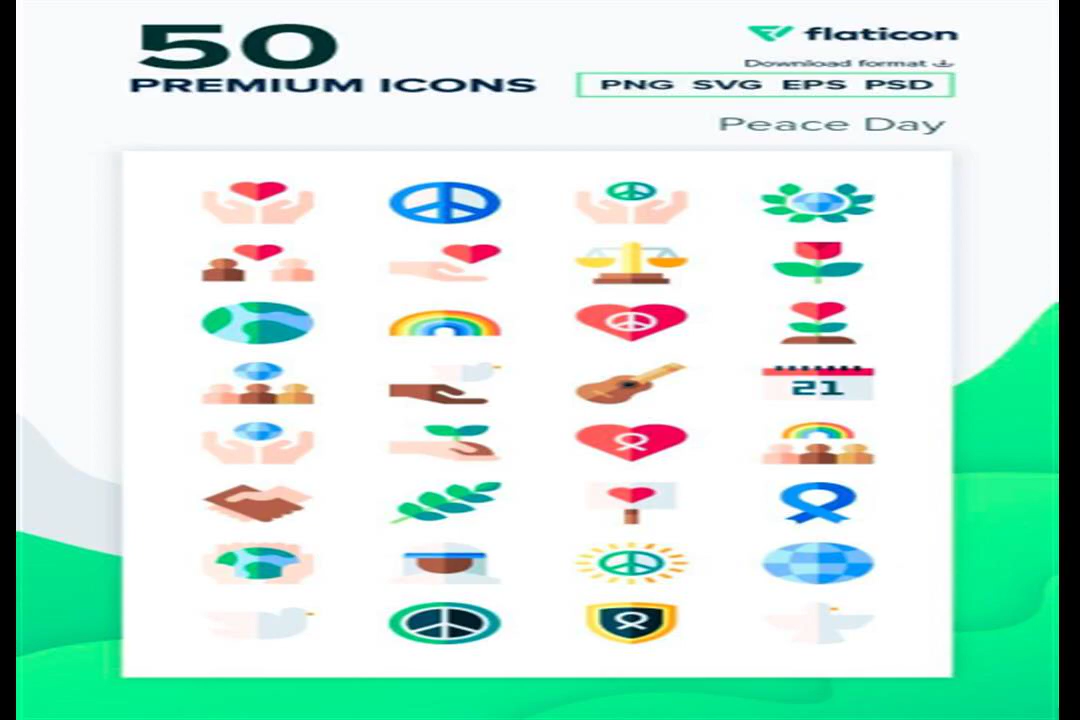 50
PREMIUM ICONS
flaticon
Download format
PNG SVG EPS PSD
Peace Day
21